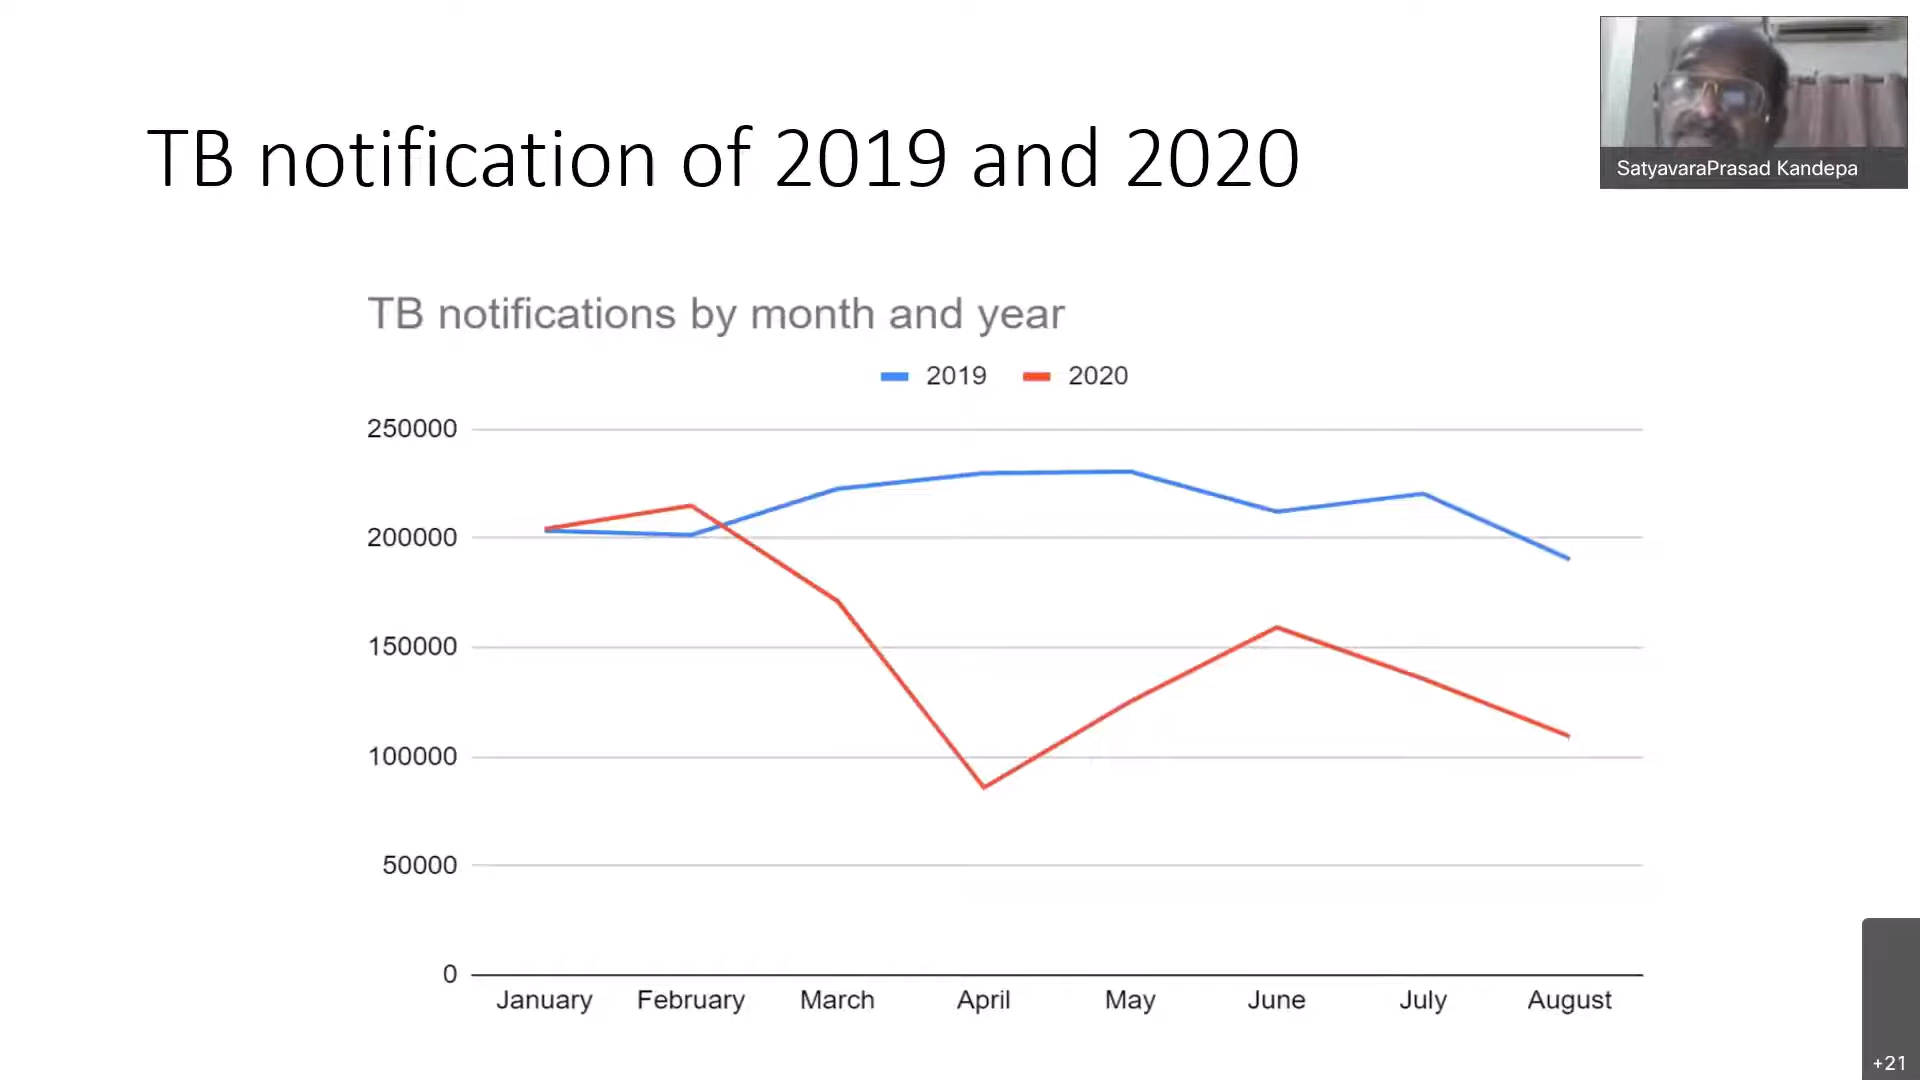 TB notification of 2019 and 2020
SatyavaraPrasad Kandepa
TB notifications by month and year
2019 2020
250000
200000
150000
100000
50000
0
January February March April May June July August
+21